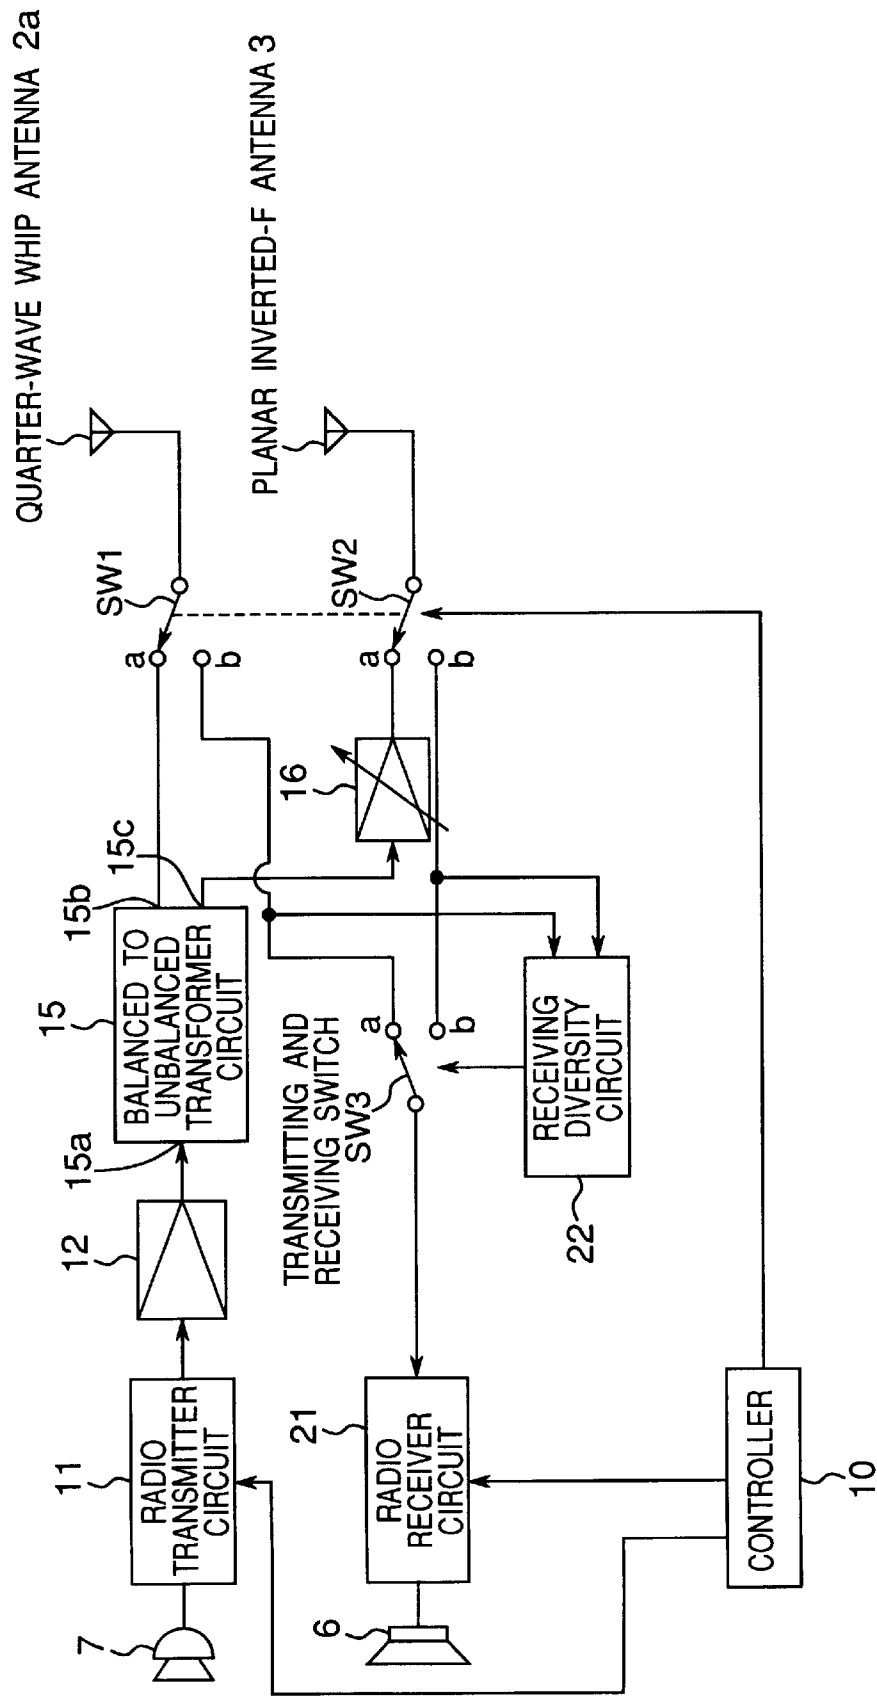 QUARTER-WAVE WHIP ANTENNA 2a
PLANAR INVERTED-F ANTENNA 3
SW1
a
b
SW2
a
b
16
15
15a
15b
15c
BALANCED TO
UNBALANCED
TRANSFORMER
CIRCUIT
12
11
RADIO
TRANSMITTER
CIRCUIT
7
TRANSMITTING AND
RECEIVING SWITCH
SW3
a
b
RECEIVING
DIVERSITY
CIRCUIT
22
21
RADIO
RECEIVER
CIRCUIT
6
CONTROLLER
10